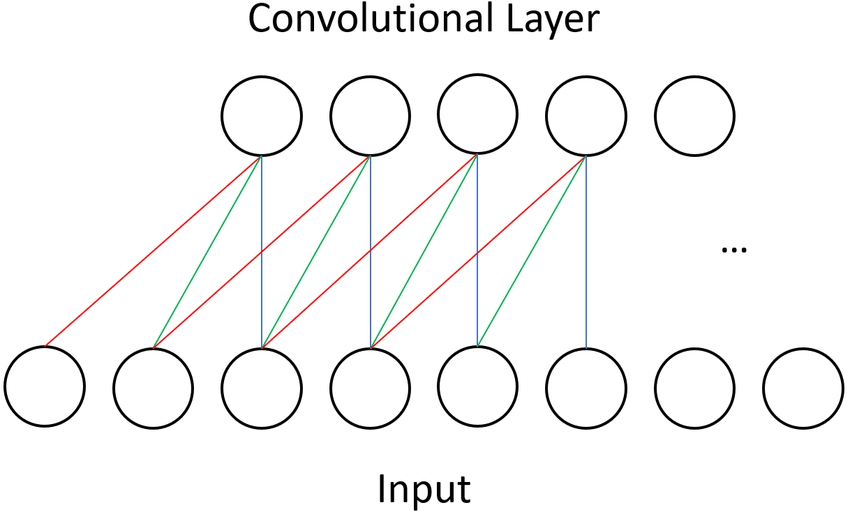 Convolutional Layer
...
Input